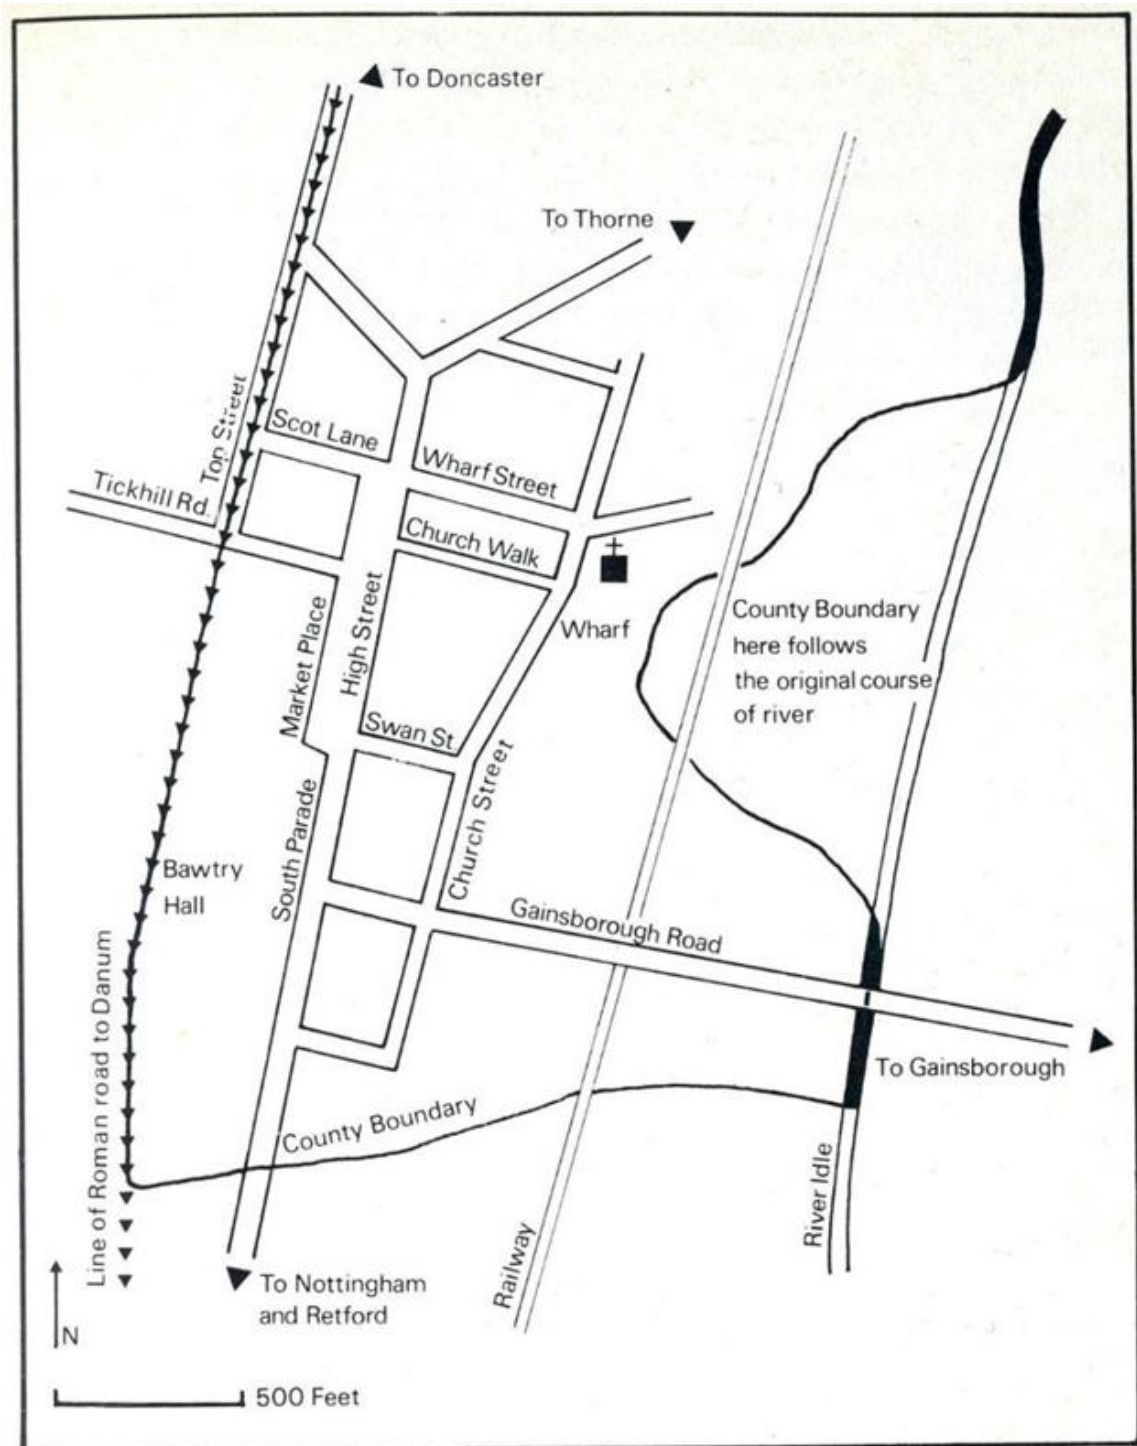 To Doncaster
To Thorne
Top Street
Scot Lane
Wharf Street
Tickhill Rd.
Church Walk
Wharf
Market Place
High Street
County Boundary
here follows
the original course
of river
Swan St.
Church Street
South Parade
Bawtry
Hall
Gainsborough Road
Line of Roman road to Danum
To Gainsborough
County Boundary
River Idle
Railway
To Nottingham
and Retford
N
500 Feet